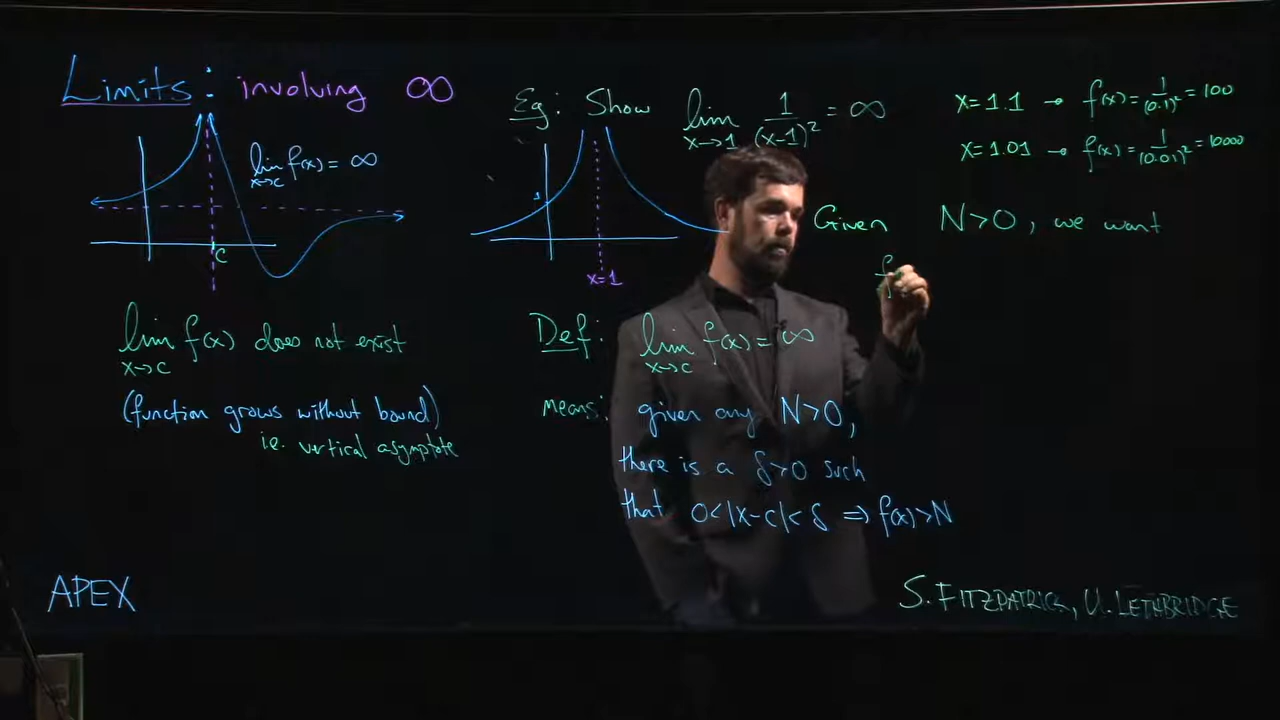 Limits: involving ∞
lim f(x) = ∞
x→c
c
lim f(x) does not exist
x→c
(function grows without bound)
i.e. vertical asymptote
APEX
Eg: Show lim 1/(x-1)² = ∞
x→1
1
x=1
Def: lim f(x) = ∞
x→c
means: given any N>0,
there is a δ>0 such
that 0<|x-c|<δ ⇒ f(x)>N
x=1.1 → f(x)=1/(0.1)²=100
x=1.01 → f(x)=1/(0.01)²=10000
Given N>0, we want
f
S. FITZPATRICK, U. LETHBRIDGE